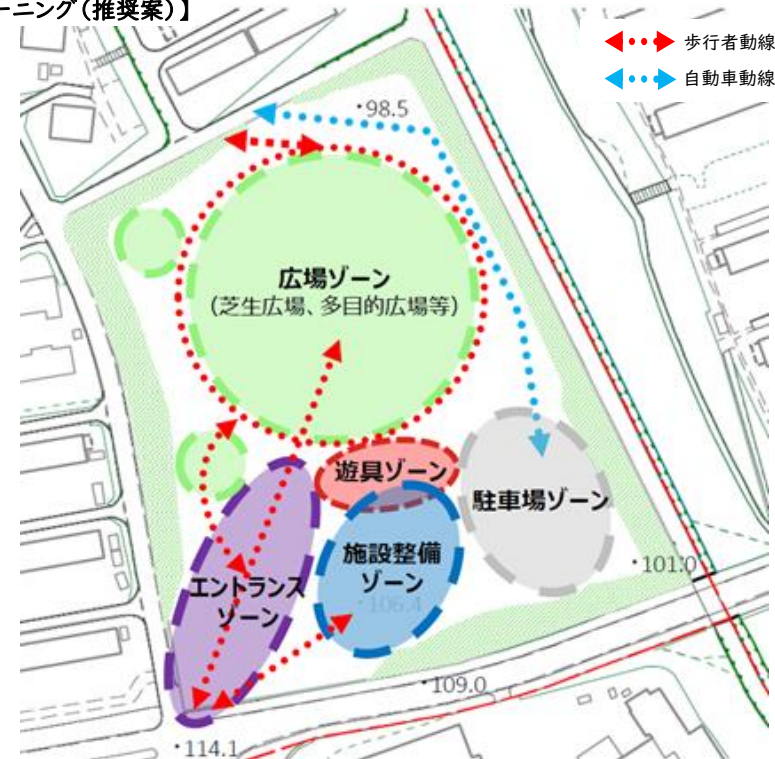 ーニング（推奨案）】
歩行者動線
自動車動線
・98.5
広場ゾーン
（芝生広場、多目的広場等）
遊具ゾーン
駐車場ゾーン
施設整備
ゾーン
エントランス
ゾーン
・101.0
・106.4
・109.0
・114.1